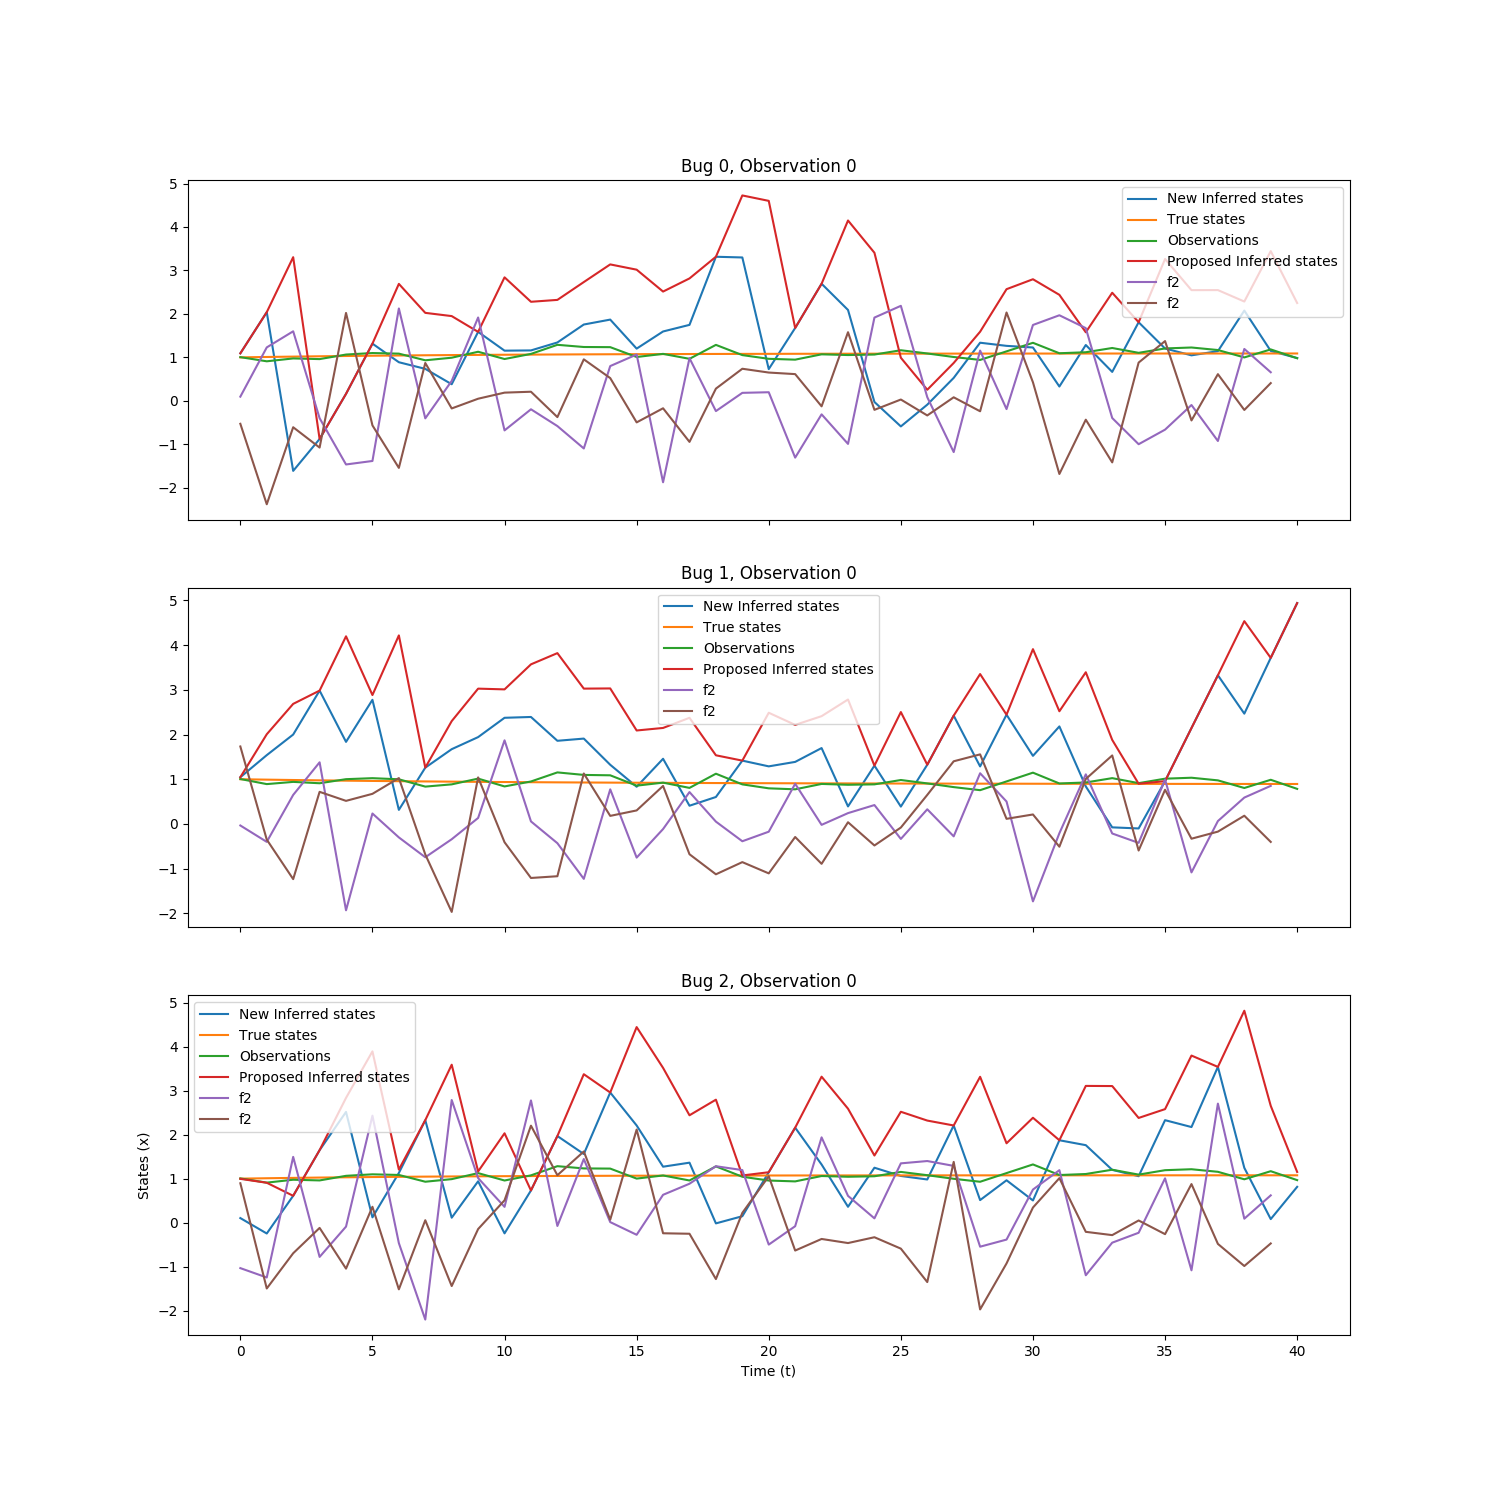 Bug 0, Observation 0
5
4
3
2
1
0
−1
−2
New Inferred states
True states
Observations
Proposed Inferred states
f2
f2
Bug 1, Observation 0
5
4
3
2
1
0
−1
−2
New Inferred states
True states
Observations
Proposed Inferred states
f2
f2
Bug 2, Observation 0
5
4
3
2
1
0
−1
−2
States (x)
New Inferred states
True states
Observations
Proposed Inferred states
f2
f2
0 5 10 15 20 25 30 35 40
Time (t)